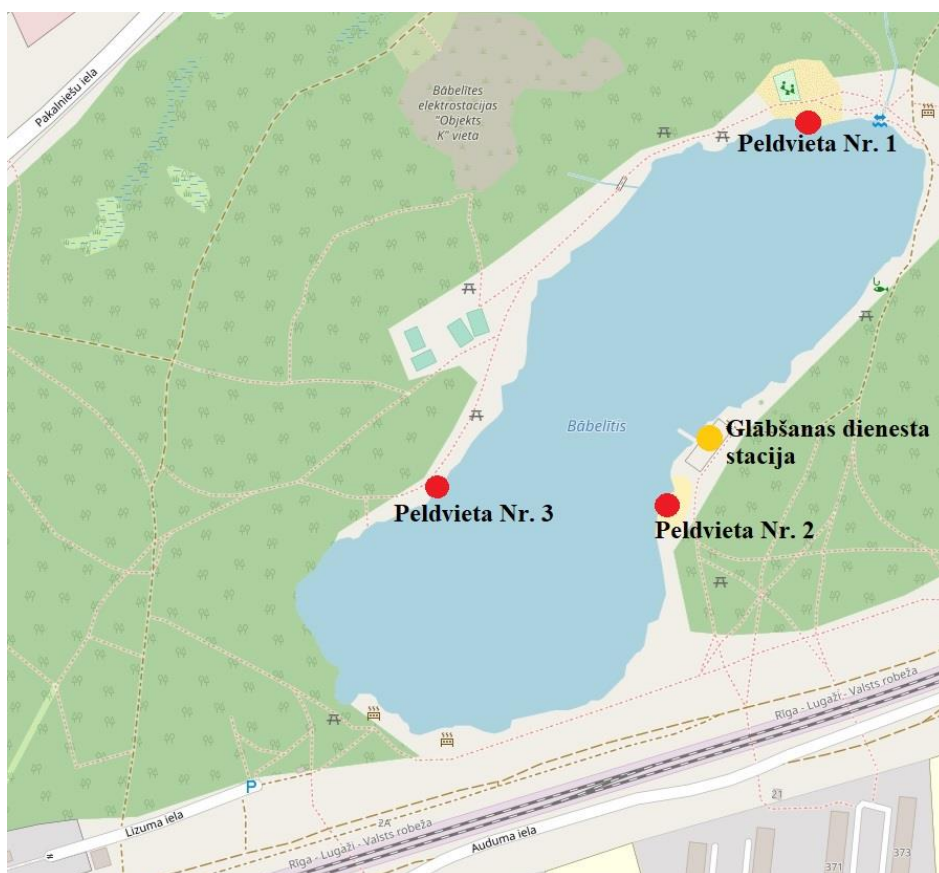 Pakalniešu iela
Bābelītes
elektrostacijas
"Objekts
K" vieta
Peldvieta Nr. 1
Bābelītis
Glābšanas dienesta
stacija
Peldvieta Nr. 3
Peldvieta Nr. 2
Rīga - Lugaži - Valsts robeža
P
Lizuma iela
2A
Rīga - Lugaži - Valsts robeža
Auduma iela
21
371
373